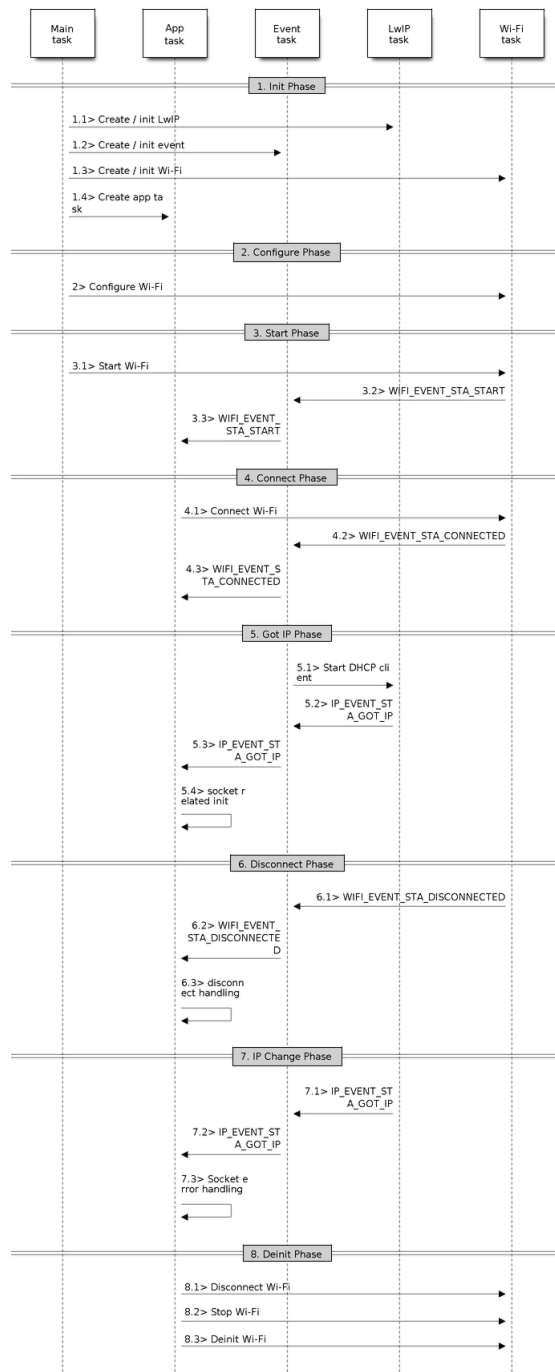 Main
task
App
task
Event
task
LwIP
task
Wi-Fi
task
1. Init Phase
1.1> Create / init LwIP
1.2> Create / init event
1.3> Create / init Wi-Fi
1.4> Create app ta
sk
2. Configure Phase
2> Configure Wi-Fi
3. Start Phase
3.1> Start Wi-Fi
3.2> WIFI_EVENT_STA_START
3.3> WIFI_EVENT_
STA_START
4. Connect Phase
4.1> Connect Wi-Fi
4.2> WIFI_EVENT_STA_CONNECTED
4.3> WIFI_EVENT_S
TA_CONNECTED
5. Got IP Phase
5.1> Start DHCP cli
ent
5.2> IP_EVENT_ST
A_GOT_IP
5.3> IP_EVENT_ST
A_GOT_IP
5.4> socket r
elated init
6. Disconnect Phase
6.1> WIFI_EVENT_STA_DISCONNECTED
6.2> WIFI_EVENT_
STA_DISCONNECTE
D
6.3> disconn
ect handling
7. IP Change Phase
7.1> IP_EVENT_ST
A_GOT_IP
7.2> IP_EVENT_ST
A_GOT_IP
7.3> Socket e
rror handling
8. Deinit Phase
8.1> Disconnect Wi-Fi
8.2> Stop Wi-Fi
8.3> Deinit Wi-Fi